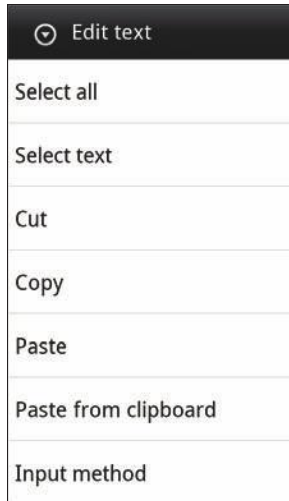 Edit text
Select all
Select text
Cut
Copy
Paste
Paste from clipboard
Input method